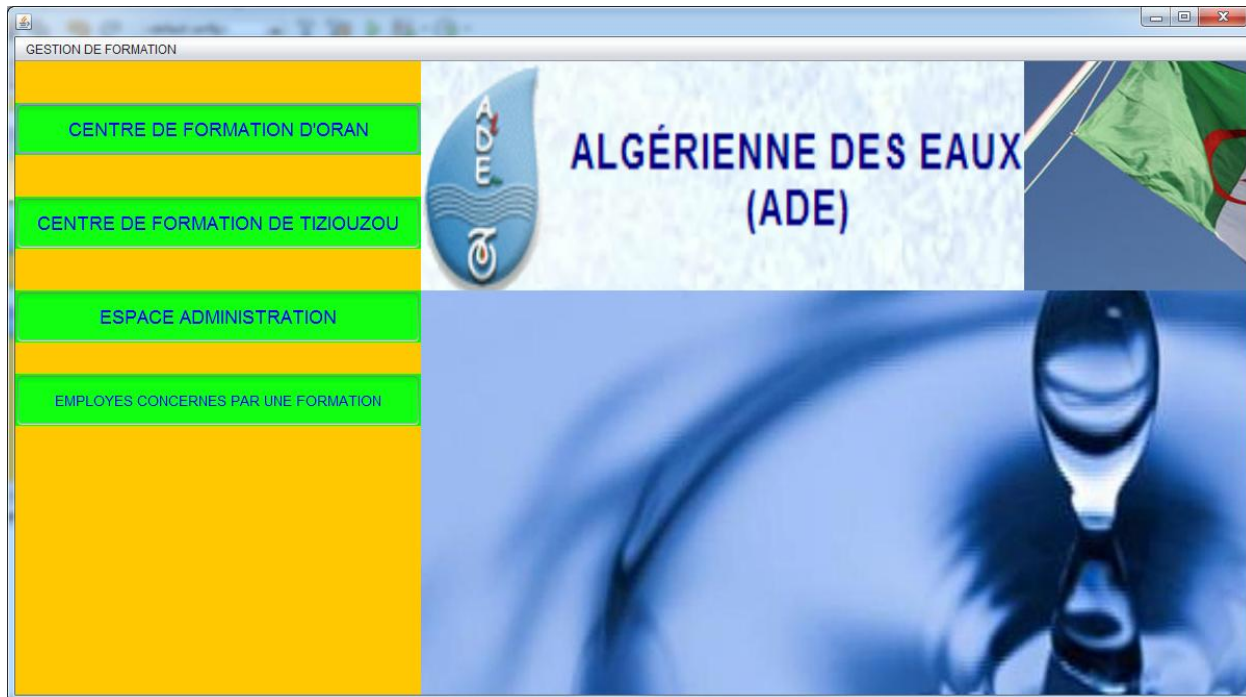 GESTION DE FORMATION
CENTRE DE FORMATION D'ORAN
CENTRE DE FORMATION DE TIZIOUZOU
ESPACE ADMINISTRATION
EMPLOYES CONCERNES PAR UNE FORMATION
ADE
ALGÉRIENNE DES EAUX
(ADE)